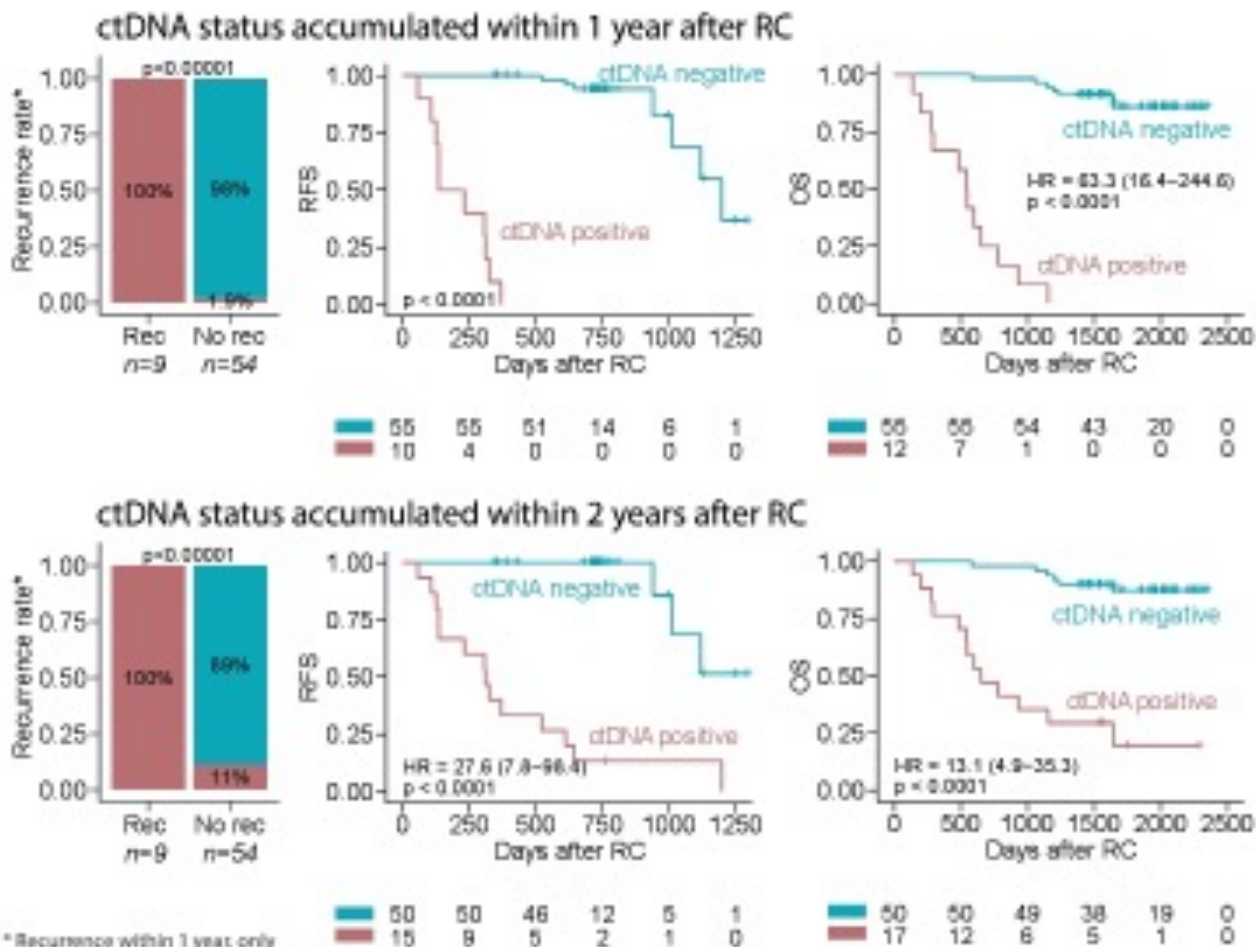 ctDNA status accumulated within 1 year after RC
p<0.00001
Recurrence rate*
1.00
0.75
0.50
0.25
0.00
100%
98%
1.9%
Rec
No rec
n=9
n=54
RFS
1.00
0.75
0.50
0.25
0.00
ctDNA negative
ctDNA positive
p < 0.0001
0 250 500 750 1000 1250
Days after RC
55 55 51 14 6 1
10 4 0 0 0 0
OS
1.00
0.75
0.50
0.25
0.00
ctDNA negative
HR = 63.3 (16.4–244.6)
p < 0.0001
ctDNA positive
0 500 1000 1500 2000 2500
Days after RC
55 55 54 43 20 0
12 7 1 0 0 0
ctDNA status accumulated within 2 years after RC
p<0.00001
Recurrence rate*
1.00
0.75
0.50
0.25
0.00
100%
89%
11%
Rec
No rec
n=9
n=54
RFS
1.00
0.75
0.50
0.25
0.00
ctDNA negative
ctDNA positive
HR = 27.6 (7.8–98.4)
p < 0.0001
0 250 500 750 1000 1250
Days after RC
50 50 46 12 5 1
15 9 5 2 1 0
OS
1.00
0.75
0.50
0.25
0.00
ctDNA negative
ctDNA positive
HR = 13.1 (4.9–35.3)
p < 0.0001
0 500 1000 1500 2000 2500
Days after RC
50 50 49 38 19 0
17 12 6 5 1 0
* Recurrence within 1 year only